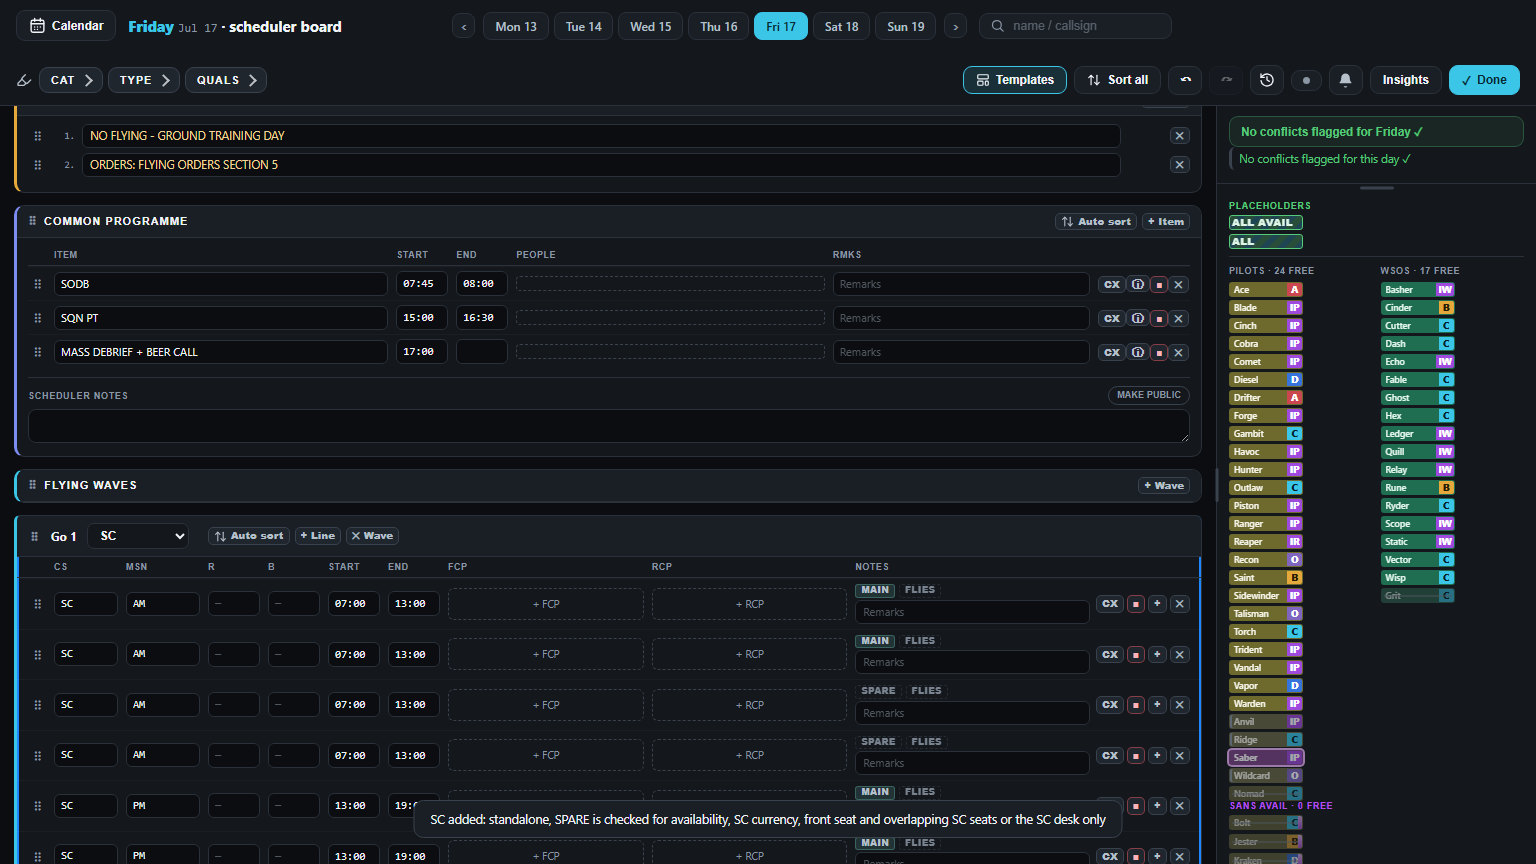 Calendar
Friday Jul 17 · scheduler board
‹ Mon 13 Tue 14 Wed 15 Thu 16 Fri 17 Sat 18 Sun 19 ›
name / callsign
CAT TYPE QUALS
Templates Sort all Insights ✓ Done
1. NO FLYING - GROUND TRAINING DAY
2. ORDERS: FLYING ORDERS SECTION 5
COMMON PROGRAMME
Auto sort + Item
ITEM START END PEOPLE RMKS
SODB 07:45 08:00 Remarks CX
SQN PT 15:00 16:30 Remarks CX
MASS DEBRIEF + BEER CALL 17:00 Remarks CX
SCHEDULER NOTES
MAKE PUBLIC
FLYING WAVES
+ Wave
Go 1 SC Auto sort + Line × Wave
CS MSN R B START END FCP RCP NOTES
MAIN FLIES
SC AM – – 07:00 13:00 + FCP + RCP Remarks CX
MAIN FLIES
SC AM – – 07:00 13:00 + FCP + RCP Remarks CX
SPARE FLIES
SC AM – – 07:00 13:00 + FCP + RCP Remarks CX
SPARE FLIES
SC AM – – 07:00 13:00 + FCP + RCP Remarks CX
MAIN FLIES
SC PM – – 13:00 CX
SC added: standalone, SPARE is checked for availability, SC currency, front seat and overlapping SC seats or the SC desk only
MAIN FLIES
SC PM – – 13:00 19:00 + FCP + RCP Remarks CX
No conflicts flagged for Friday ✓
No conflicts flagged for this day ✓
PLACEHOLDERS
ALL AVAIL
ALL
PILOTS · 24 FREE
Ace A
Blade IP
Cinch IP
Cobra IP
Comet IP
Diesel D
Drifter A
Forge IP
Gambit C
Havoc IP
Hunter IP
Outlaw C
Piston IP
Ranger IP
Reaper IR
Recon O
Saint B
Sidewinder IP
Talisman O
Torch C
Trident IP
Vandal IP
Vapor D
Warden IP
Anvil IP
Ridge C
Saber IP
Wildcard O
Nomad C
WSOS · 17 FREE
Basher IW
Cinder B
Cutter C
Dash C
Echo IW
Fable C
Ghost C
Hex C
Ledger IW
Quill IW
Relay IW
Rune B
Ryder C
Scope IW
Static IW
Vector C
Wisp C
Grit C
SANS AVAIL · 0 FREE
Bolt C
Jester B
Kraken D